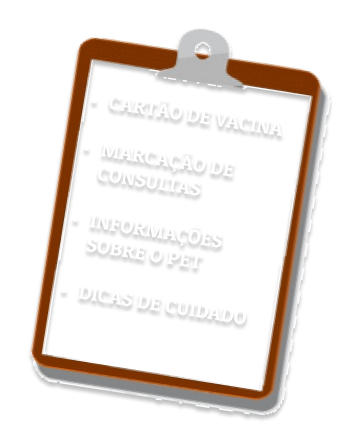 • CARTÃO DE VACINA
• MARCAÇÃO DE
CONSULTAS
• INFORMAÇÕES
SOBRE O PET
• DICAS DE CUIDADO